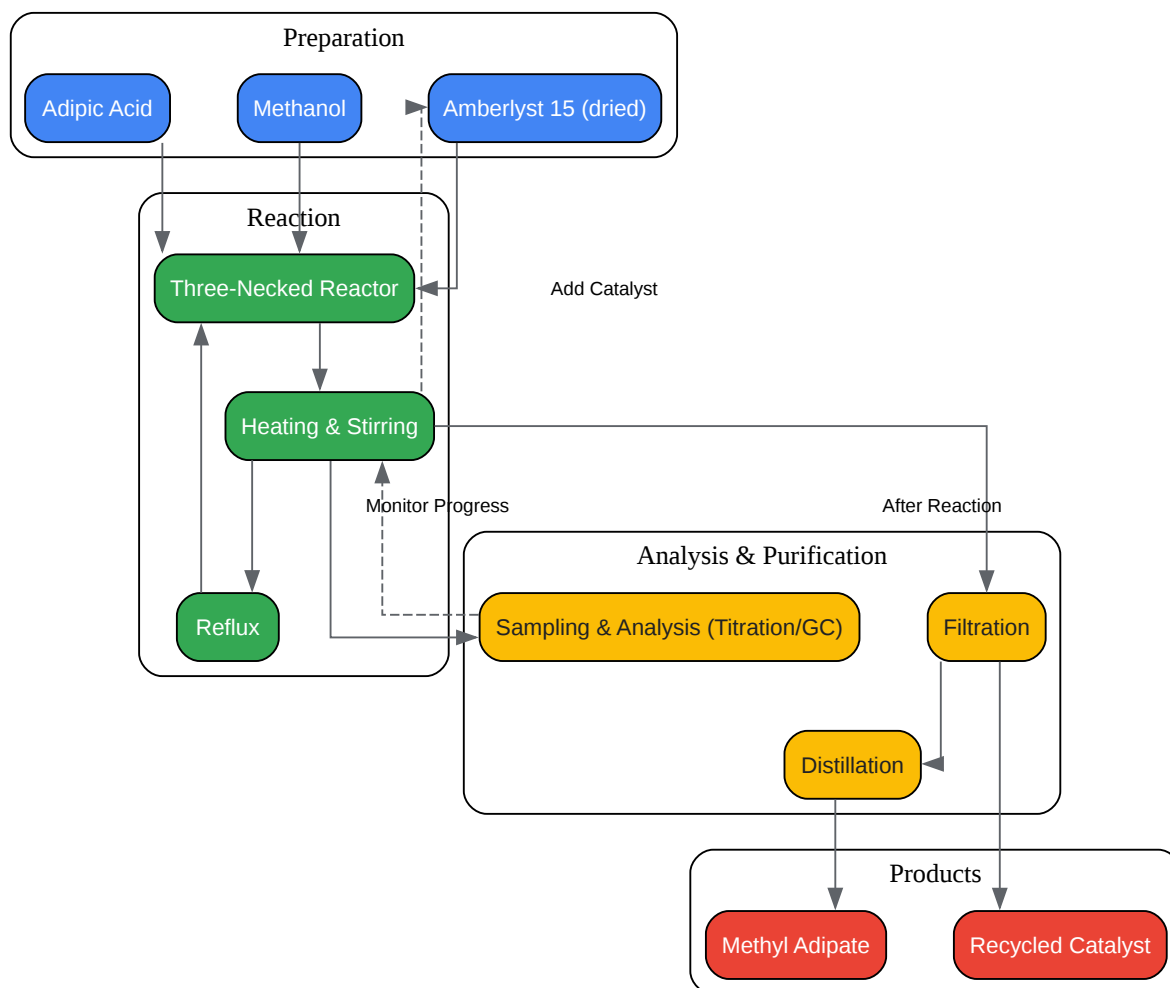 Preparation
Adipic Acid
Methanol
Amberlyst 15 (dried)
Reaction
Three-Necked Reactor
Add Catalyst
Heating & Stirring
Monitor Progress
After Reaction
Analysis & Purification
Reflux
Sampling & Analysis (Titration/GC)
Filtration
Distillation
Products
Methyl Adipate
Recycled Catalyst